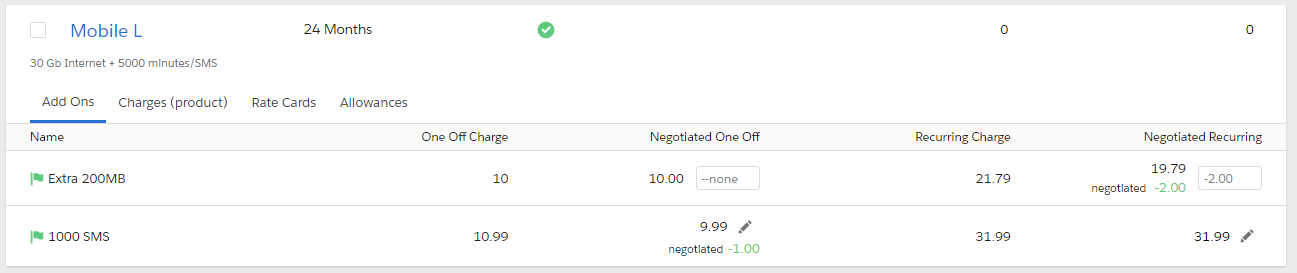 Mobile L 24 Months 0 0
30 Gb Internet + 5000 minutes/SMS
Add Ons Charges (product) Rate Cards Allowances
Name One Off Charge Negotiated One Off Recurring Charge Negotiated Recurring
Extra 200MB 10 10.00 --none 21.79 19.79 negotiated -2.00 -2.00
1000 SMS 10.99 9.99 negotiated -1.00 31.99 31.99